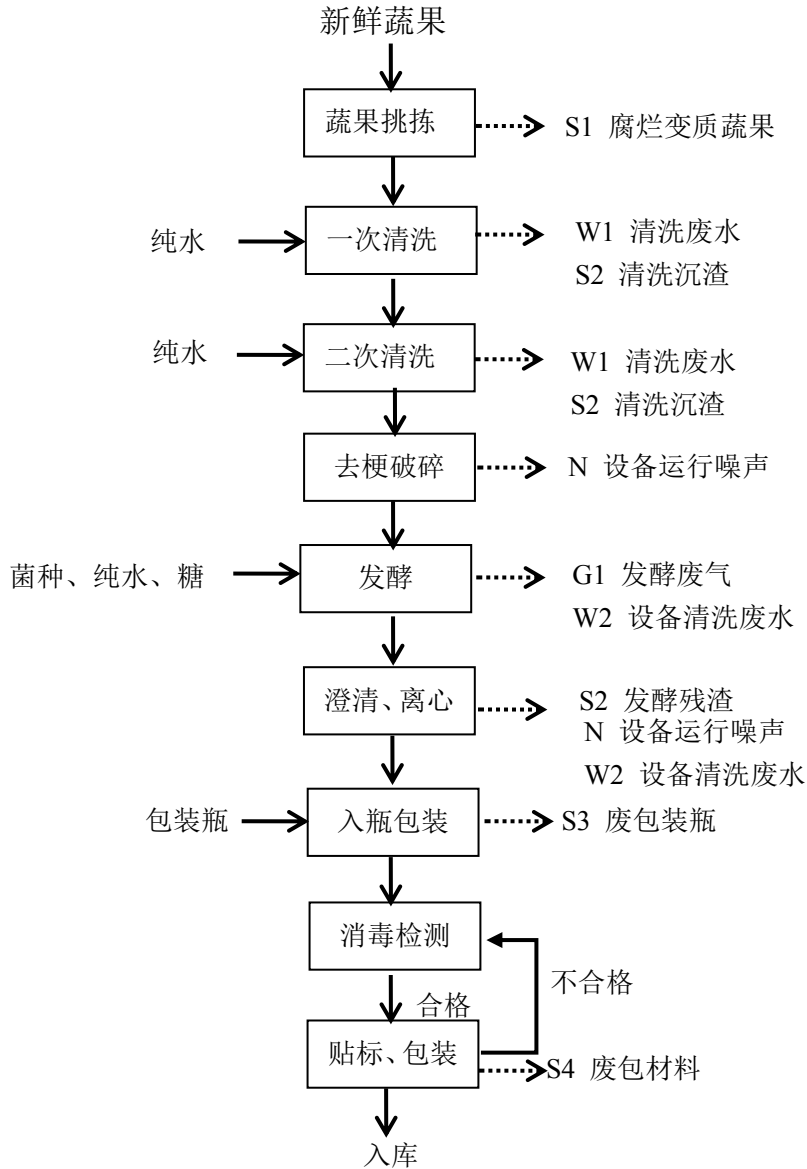 新鲜蔬果
蔬果挑拣
S1 腐烂变质蔬果
纯水
一次清洗
W1 清洗废水
S2 清洗沉渣
纯水
二次清洗
W1 清洗废水
S2 清洗沉渣
去梗破碎
N 设备运行噪声
菌种、纯水、糖
发酵
G1 发酵废气
W2 设备清洗废水
澄清、离心
S2 发酵残渣
N 设备运行噪声
W2 设备清洗废水
包装瓶
入瓶包装
S3 废包装瓶
消毒检测
不合格
合格
贴标、包装
S4 废包材料
入库